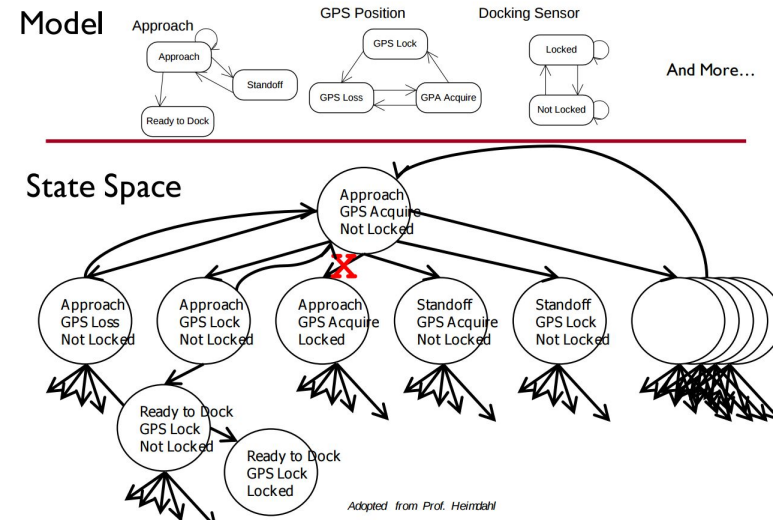 Model
Approach
GPS Position
Docking Sensor
Approach
Standoff
Ready to Dock
GPS Lock
GPS Loss
GPA Acquire
Locked
Not Locked
And More...
State Space
Approach
GPS Acquire
Not Locked
X
Approach
GPS Loss
Not Locked
Approach
GPS Lock
Not Locked
Approach
GPS Acquire
Locked
Standoff
GPS Acquire
Not Locked
Standoff
GPS Lock
Not Locked
Ready to Dock
GPS Lock
Not Locked
Ready to Dock
GPS Lock
Locked
Adopted from Prof. Heimdahl